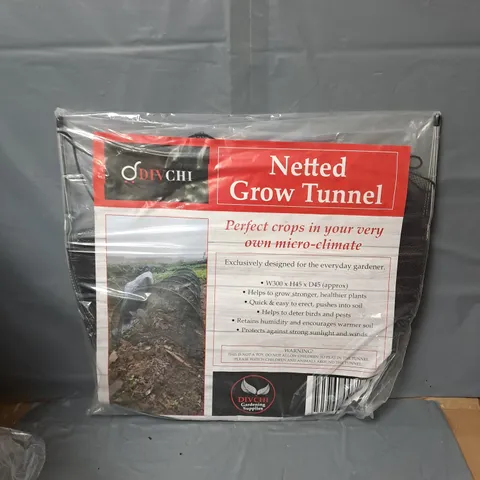 DIVCHI
Netted
Grow Tunnel
Perfect crops in your very
own micro-climate
Exclusively designed for the everyday gardener.
• W300 x H45 x D45 (approx)
• Helps to grow stronger, healthier plants
• Quick & easy to erect, pushes into soil
• Helps to deter birds and pests
• Retains humidity and encourages warmer soil
• Protects against strong sunlight and winds
WARNING!
DIVCHI
Gardening
Supplies